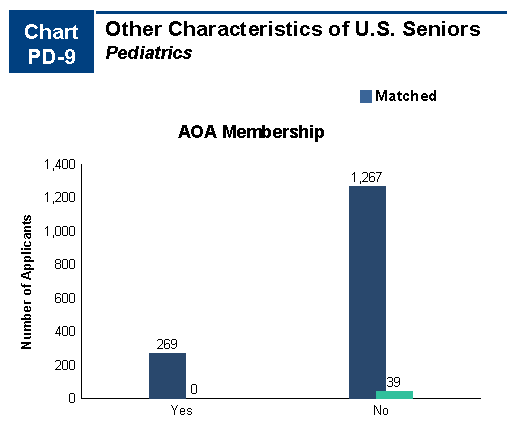 Chart
PD-9
Other Characteristics of U.S. Seniors
Pediatrics
Matched
AOA Membership
Number of Applicants
1,400
1,200
1,000
800
600
400
200
0
269
0
1,267
39
Yes
No